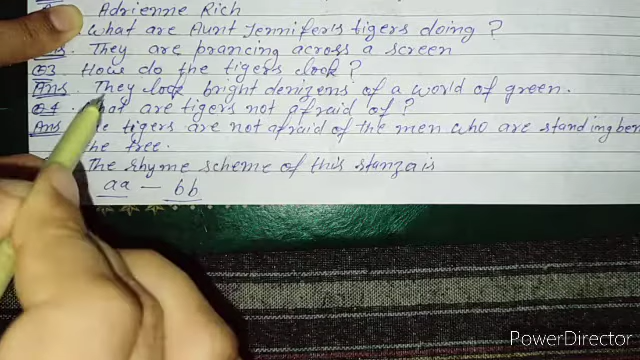 Adrienne Rich
What are Aunt Jennifer's tigers doing ?
Ans. They are prancing across a screen
Q3 How do the tigers look ?
Ans. They look bright denizens of a world of green.
Q4 What are tigers not afraid of ?
Ans tigers are not afraid of the men who are standing
the tree.
The rhyme scheme of this stanza is
aa — bb
PowerDirector